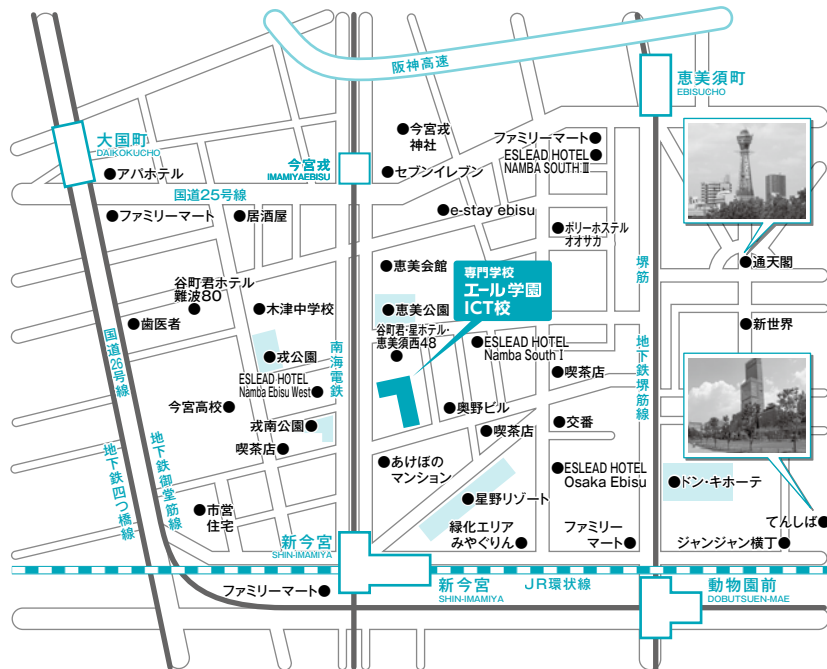 阪神高速
恵美須町
EBISUCHO
大国町
DAIKOKUCHO
今宮戎
IMAMIYAEBISU
今宮戎
神社
ファミリーマート
ESLEAD HOTEL
NAMBA SOUTH Ⅲ
アパホテル
セブンイレブン
国道25号線
ファミリーマート
居酒屋
e-stay ebisu
ポリーホステル
オオサカ
恵美会館
堺筋
通天閣
専門学校
エール学園
ICT校
谷町君ホテル
難波80
木津中学校
恵美公園
歯医者
谷町君・星ホテル・
恵美須西48
新世界
国道26号線
南海電鉄
戎公園
ESLEAD HOTEL
Namba South Ⅰ
地下鉄堺筋線
ESLEAD HOTEL
Namba Ebisu West
喫茶店
今宮高校
奥野ビル
交番
戎南公園
喫茶店
喫茶店
地下鉄御堂筋線
地下鉄四つ橋線
あけぼの
マンション
ESLEAD HOTEL
Osaka Ebisu
ドン・キホーテ
星野リゾート
市営
住宅
てんしば
緑化エリア
みやぐりん
ファミリー
マート
ジャンジャン横丁
新今宮
SHIN-IMAMIYA
ファミリーマート
新今宮
SHIN-IMAMIYA
JR環状線
動物園前
DOBUTSUEN-MAE